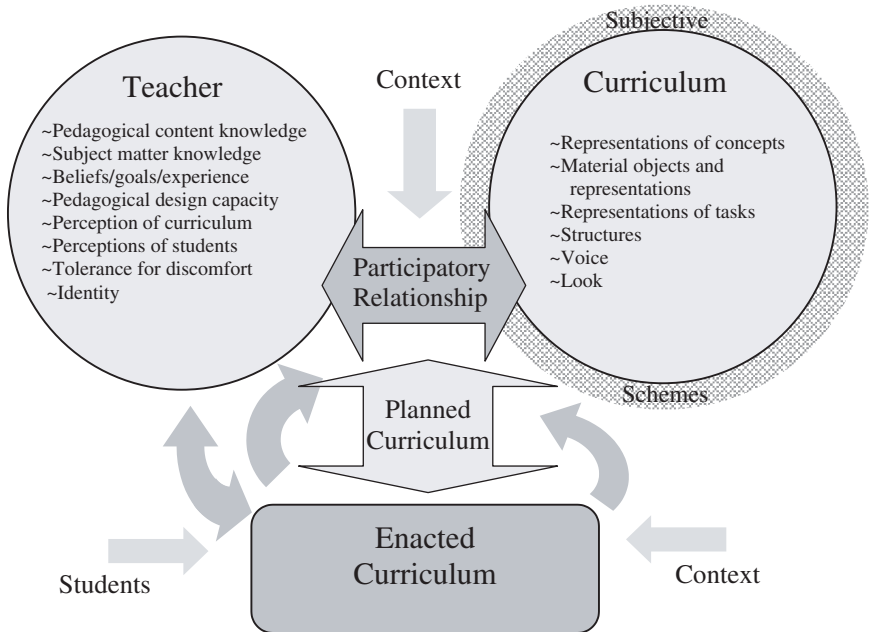 Teacher
~Pedagogical content knowledge
~Subject matter knowledge
~Beliefs/goals/experience
~Pedagogical design capacity
~Perception of curriculum
~Perceptions of students
~Tolerance for discomfort
~Identity
Context
Subjective
Curriculum
~Representations of concepts
~Material objects and
representations
~Representations of tasks
~Structures
~Voice
~Look
Schemes
Participatory
Relationship
Planned
Curriculum
Enacted
Curriculum
Students
Context